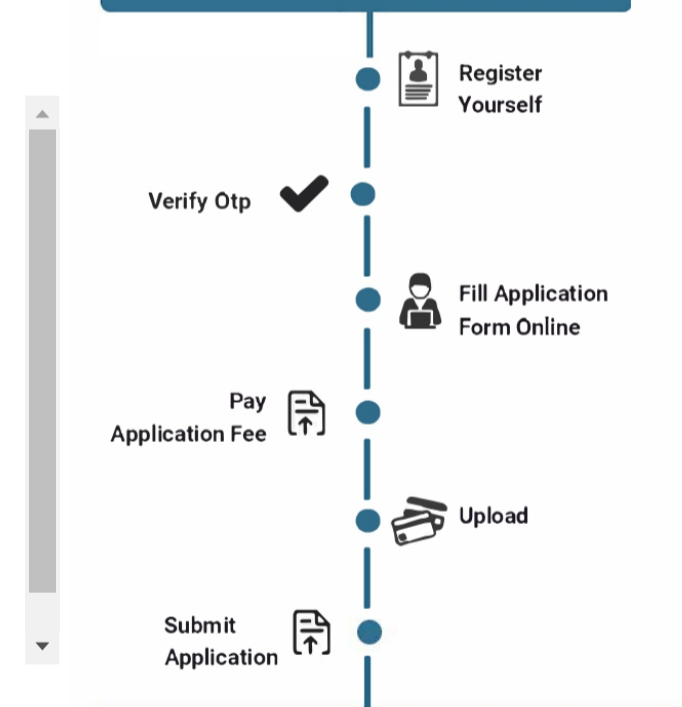 Register
Yourself
Verify Otp
Fill Application
Form Online
Pay
Application Fee
Upload
Submit
Application